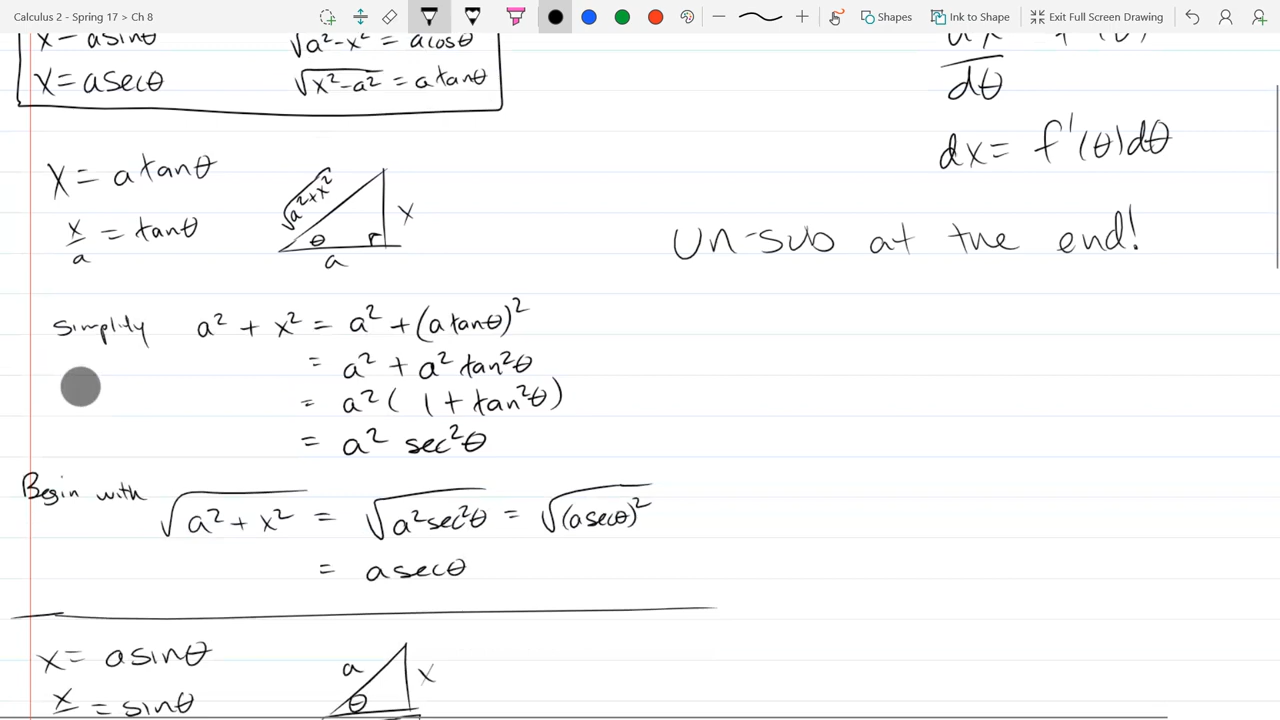 Calculus 2 - Spring 17 > Ch 8
Shapes
Ink to Shape
Exit Full Screen Drawing
x = a sinθ √a²-x² = a cosθ
x = a secθ √x²-a² = a tanθ
dθ
dx = f'(θ)dθ
x = a tanθ
x/a = tanθ
√a²+x²
x
θ
a
Un-sub at the end!
Simplify a² + x² = a² + (a tanθ)²
= a² + a² tan²θ
= a² ( 1 + tan²θ)
= a² sec²θ
Begin with
√a² + x² = √a²sec²θ = √(a secθ)²
= a secθ
x = a sinθ
a
x
θ
x = sinθ